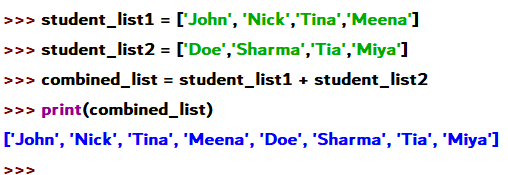 >>> student_list1 = ['John', 'Nick','Tina','Meena']
>>> student_list2 = ['Doe','Sharma','Tia','Miya']
>>> combined_list = student_list1 + student_list2
>>> print(combined_list)
['John', 'Nick', 'Tina', 'Meena', 'Doe', 'Sharma', 'Tia', 'Miya']
>>>